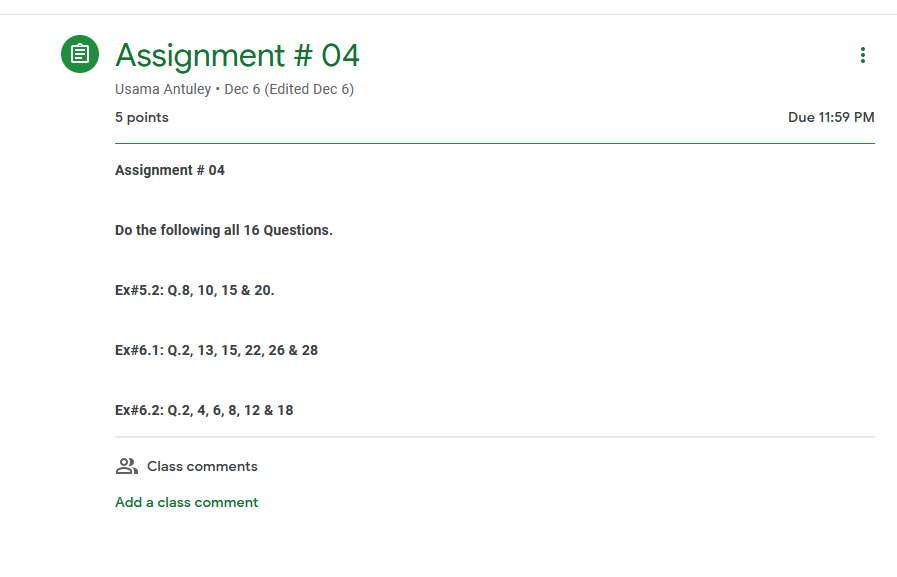 Assignment # 04
Usama Antuley • Dec 6 (Edited Dec 6)
5 points
Due 11:59 PM
Assignment # 04
Do the following all 16 Questions.
Ex#5.2: Q.8, 10, 15 & 20.
Ex#6.1: Q.2, 13, 15, 22, 26 & 28
Ex#6.2: Q.2, 4, 6, 8, 12 & 18
Class comments
Add a class comment